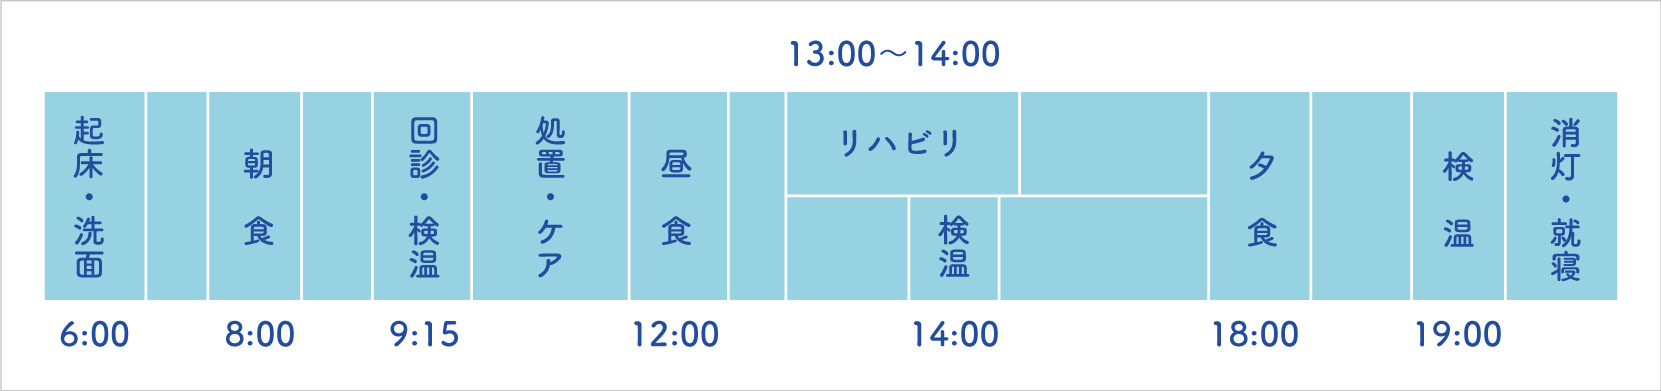 13:00〜14:00
起床・洗面
朝食
回診・検温
処置・ケア
昼食
リハビリ
検温
夕食
検温
消灯・就寝
6:00
8:00
9:15
12:00
14:00
18:00
19:00